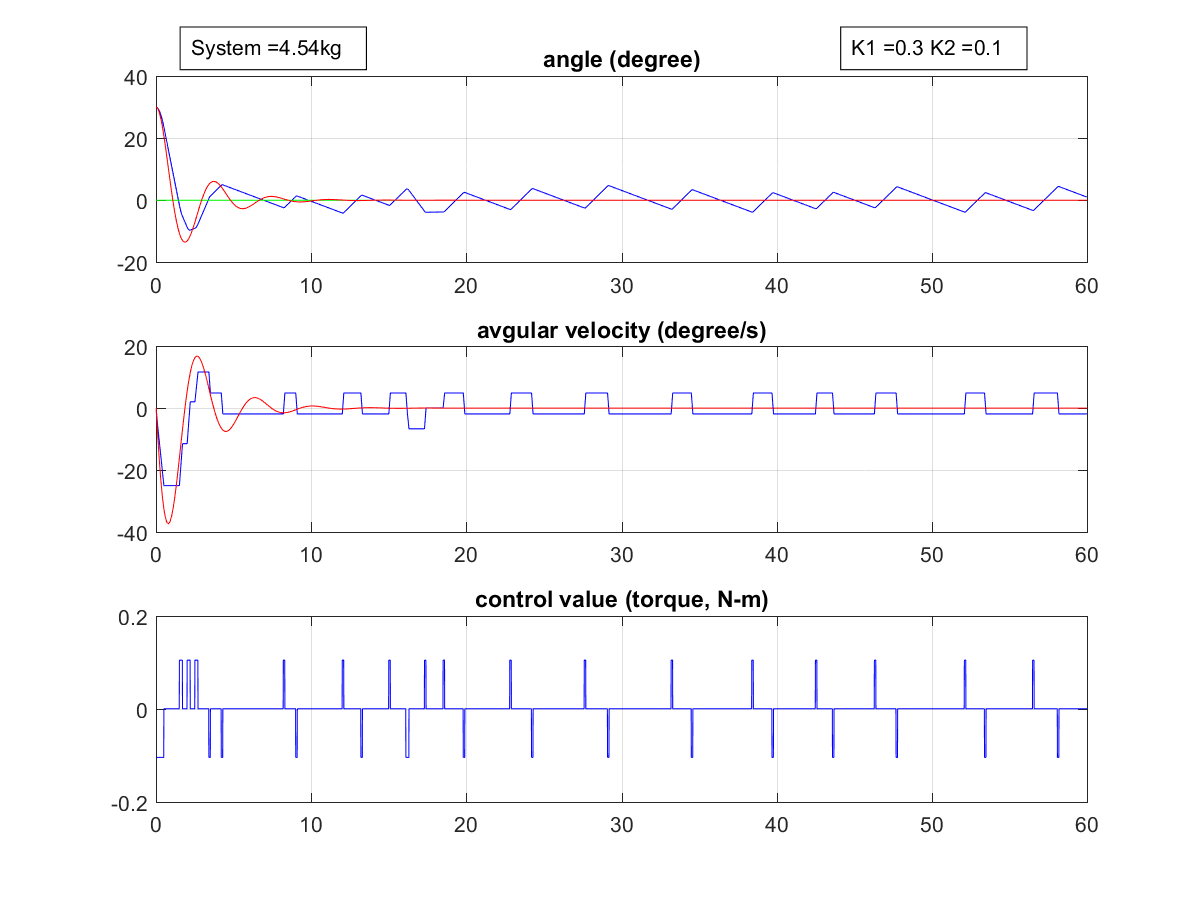 System =4.54kg
K1 =0.3 K2 =0.1
angle (degree)
40
20
0
-20
0 10 20 30 40 50 60
avgular velocity (degree/s)
20
0
-20
-40
0 10 20 30 40 50 60
control value (torque, N-m)
0.2
0
-0.2
0 10 20 30 40 50 60